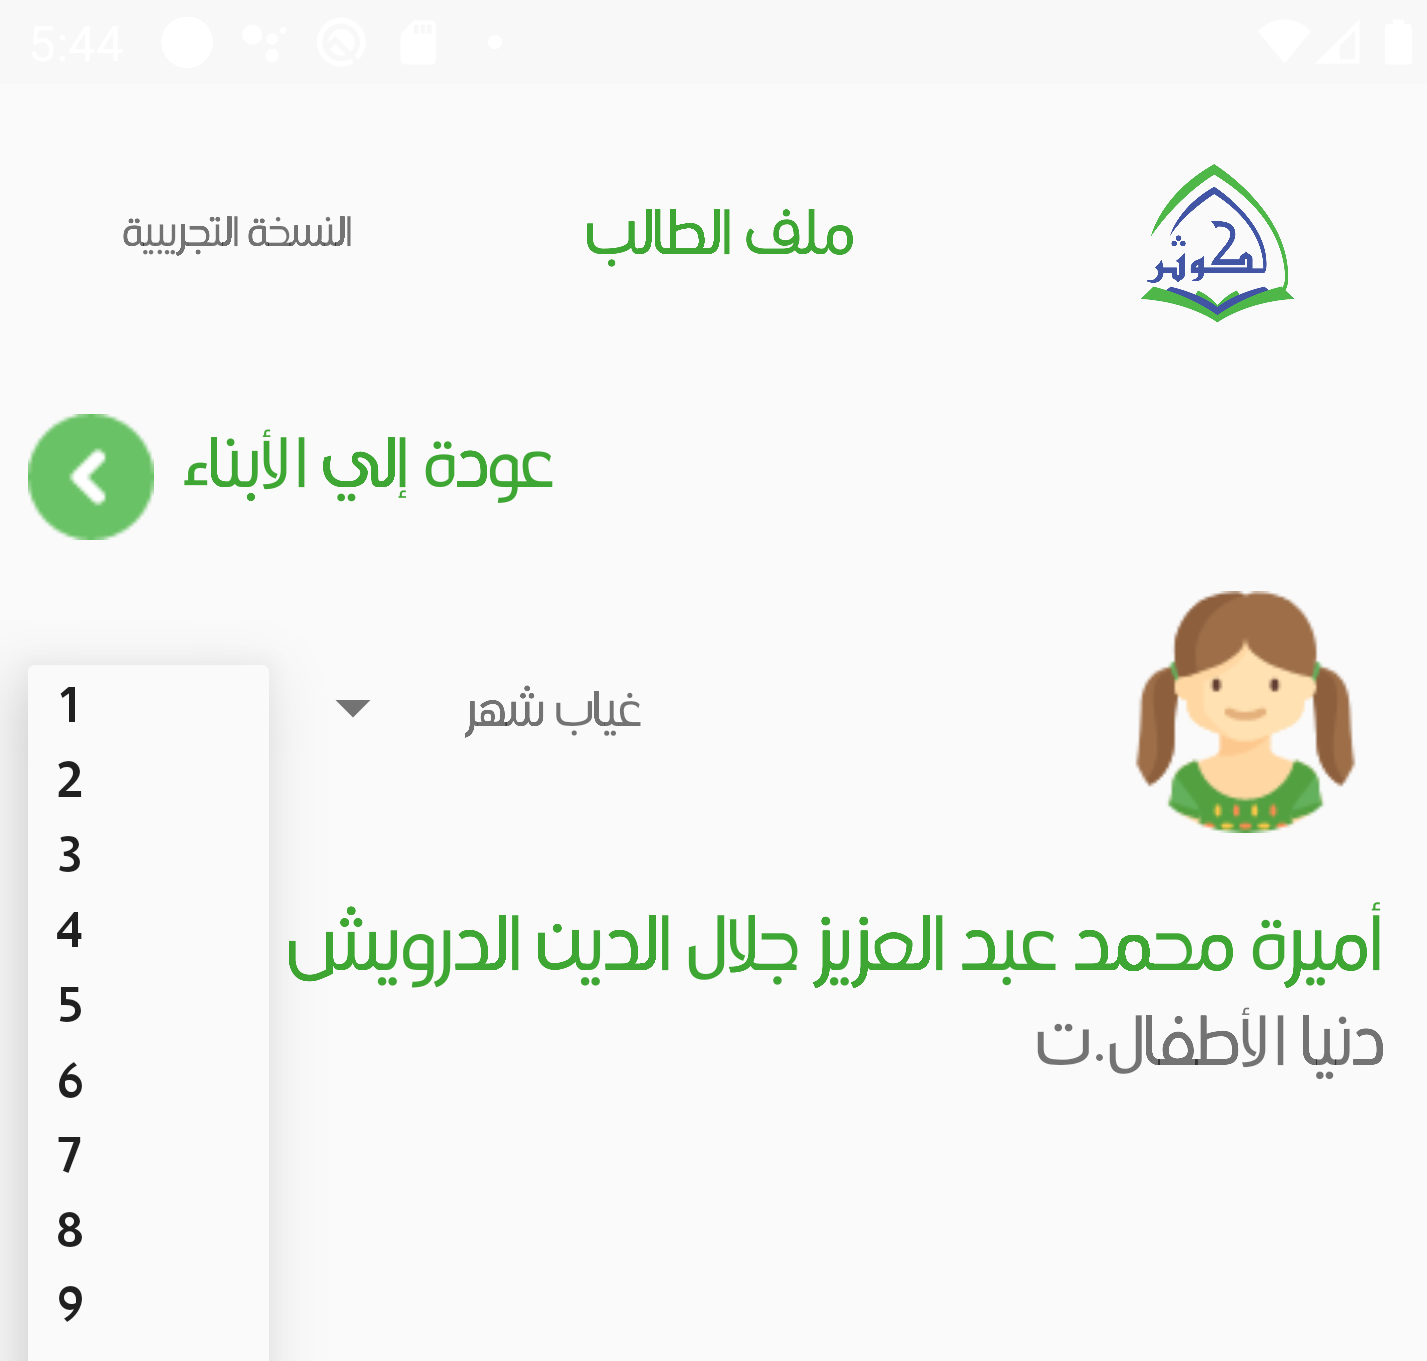 5:44
النسخة التجريبية
ملف الطالب
كوثر
عودة إلي الأبناء
غياب شهر
1
2
3
4
5
6
7
8
9
أميرة محمد عبد العزيز جلال الدين الدرويش
دنيا الأطفال.ت